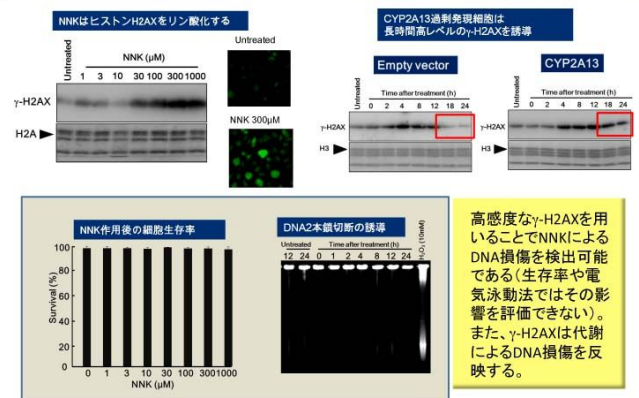 NNKはヒストンH2AXをリン酸化する
NNK (μM)
Untreated
1 3 10 30 100 300 1000
γ-H2AX
H2A
Untreated
NNK 300μM
CYP2A13過剰発現細胞は
長時間高レベルのγ-H2AXを誘導
Empty vector
Untreated
Time after treatment (h)
0 2 4 8 12 18 24
γ-H2AX
H3
CYP2A13
Untreated
Time after treatment (h)
0 2 4 8 12 18 24
γ-H2AX
H3
NNK作用後の細胞生存率
Survival (%)
100
80
60
40
20
0
0 1 3 10 30 100 300 1000
NNK (μM)
DNA2本鎖切断の誘導
Untreated
Time after treatment (h)
12 24 0 1 2 4 8 12 24
H₂O₂ (10mM)
高感度なγ-H2AXを用
いることでNNKによる
DNA損傷を検出可能
である(生存率や電
気泳動法ではその影
響を評価できない)。
また、γ-H2AXは代謝
によるDNA損傷を反
映する。